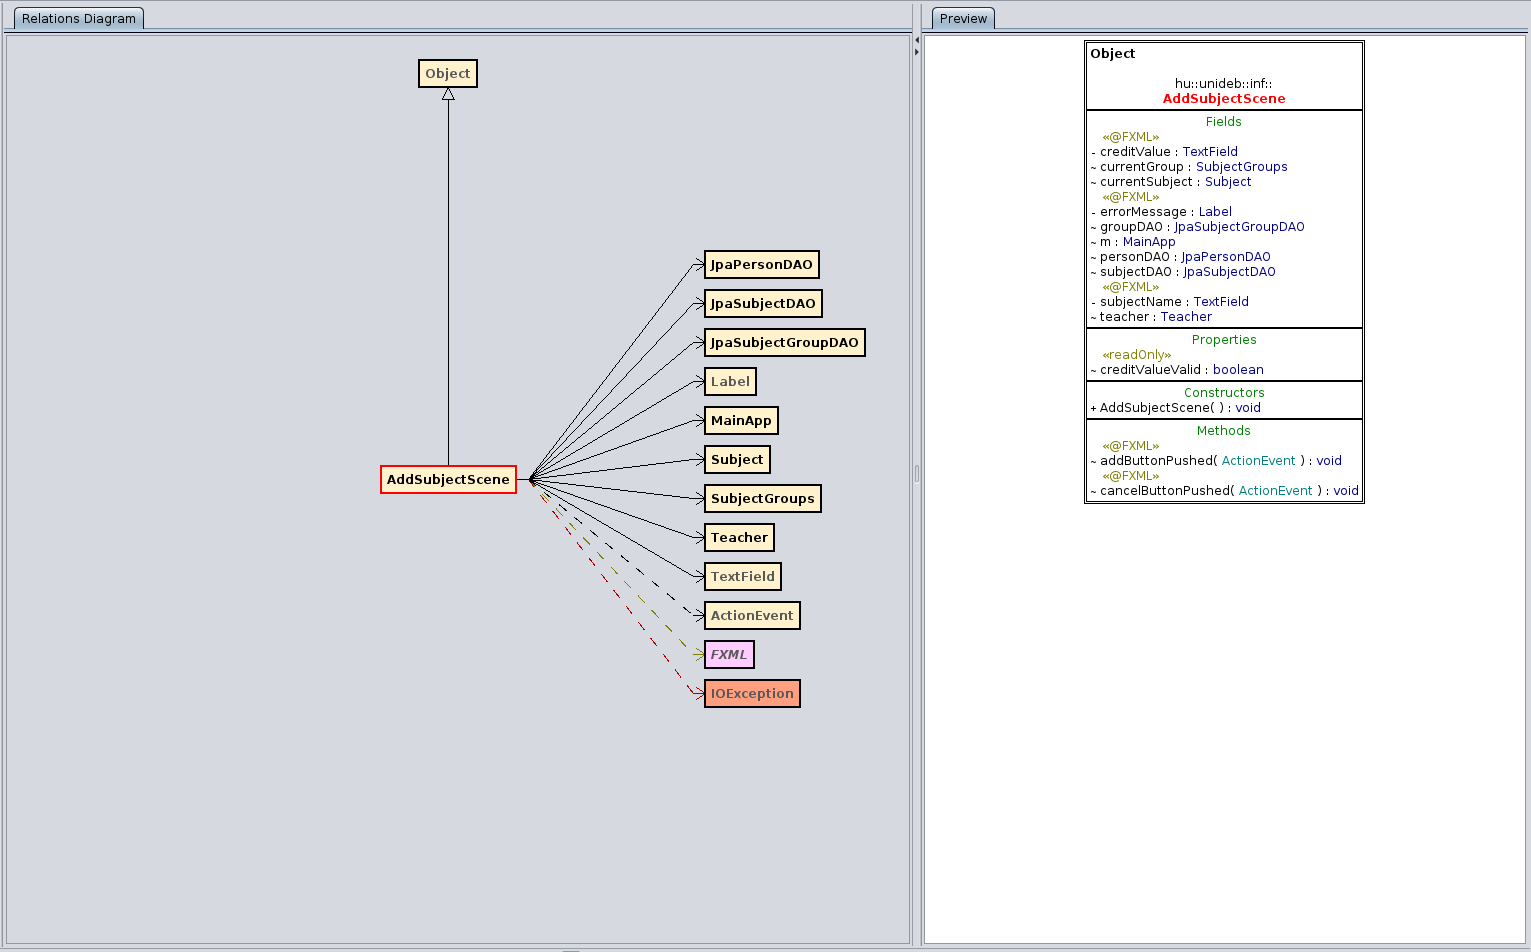 Relations Diagram
Object
JpaPersonDAO
JpaSubjectDAO
JpaSubjectGroupDAO
Label
MainApp
Subject
AddSubjectScene
SubjectGroups
Teacher
TextField
ActionEvent
FXML
IOException
Preview
Object
hu::unideb::inf::
AddSubjectScene
Fields
«@FXML»
- creditValue : TextField
~ currentGroup : SubjectGroups
~ currentSubject : Subject
«@FXML»
- errorMessage : Label
~ groupDAO : JpaSubjectGroupDAO
~ m : MainApp
~ personDAO : JpaPersonDAO
~ subjectDAO : JpaSubjectDAO
«@FXML»
- subjectName : TextField
~ teacher : Teacher
Properties
«readOnly»
~ creditValueValid : boolean
Constructors
+ AddSubjectScene( ) : void
Methods
«@FXML»
~ addButtonPushed( ActionEvent ) : void
«@FXML»
~ cancelButtonPushed( ActionEvent ) : void